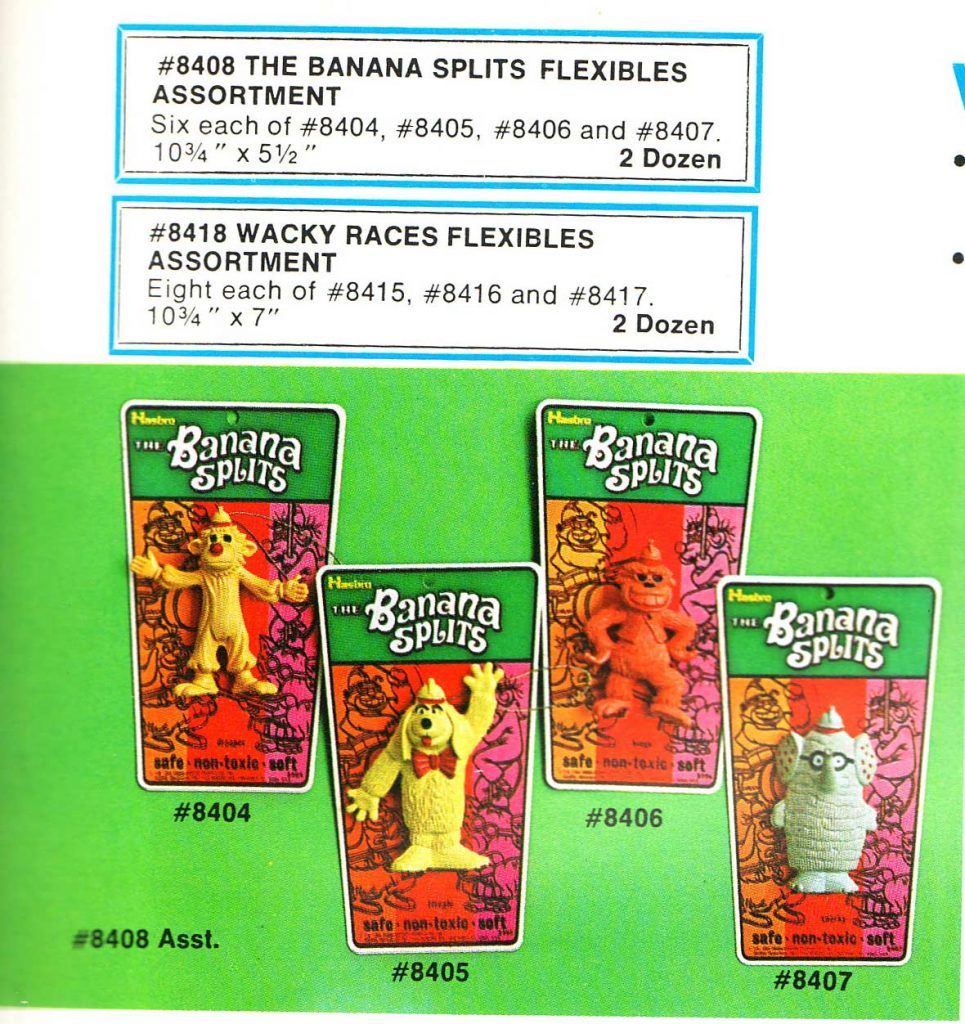 #8408 THE BANANA SPLITS FLEXIBLES
ASSORTMENT
Six each of #8404, #8405, #8406 and #8407.
10¾" x 5½"
2 Dozen
#8418 WACKY RACES FLEXIBLES
ASSORTMENT
Eight each of #8415, #8416 and #8417.
10¾" x 7"
2 Dozen
Hasbro
THE Banana
SPLITS
drooper
safe · non-toxic · soft
#8404
Hasbro
THE Banana
SPLITS
safe · non-toxic · soft
#8405
Hasbro
THE Banana
SPLITS
bingo
safe · non-toxic · soft
#8406
Hasbro
THE Banana
SPLITS
snorky
safe · non-toxic · soft
#8407
#8408 Asst.